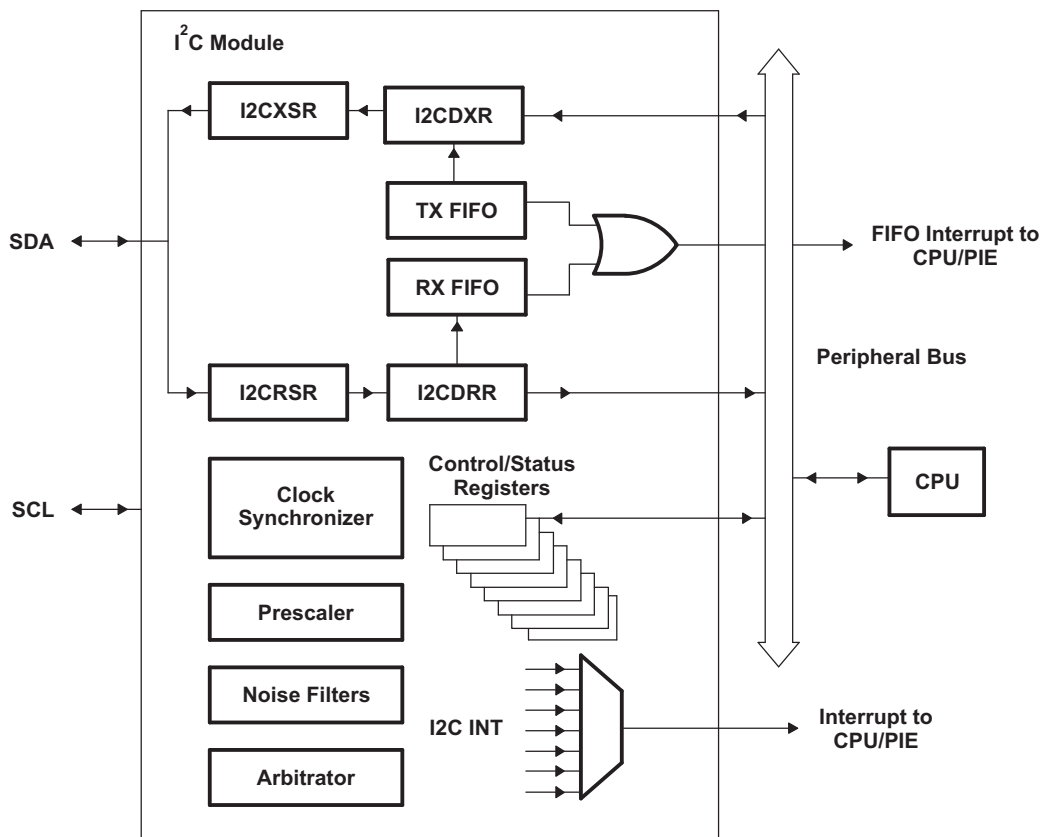 I²C Module
I2CXSR
I2CDXR
TX FIFO
SDA
FIFO Interrupt to
CPU/PIE
RX FIFO
Peripheral Bus
I2CRSR
I2CDRR
Control/Status
Registers
Clock
Synchronizer
SCL
CPU
Prescaler
Noise Filters
I2C INT
Interrupt to
CPU/PIE
Arbitrator